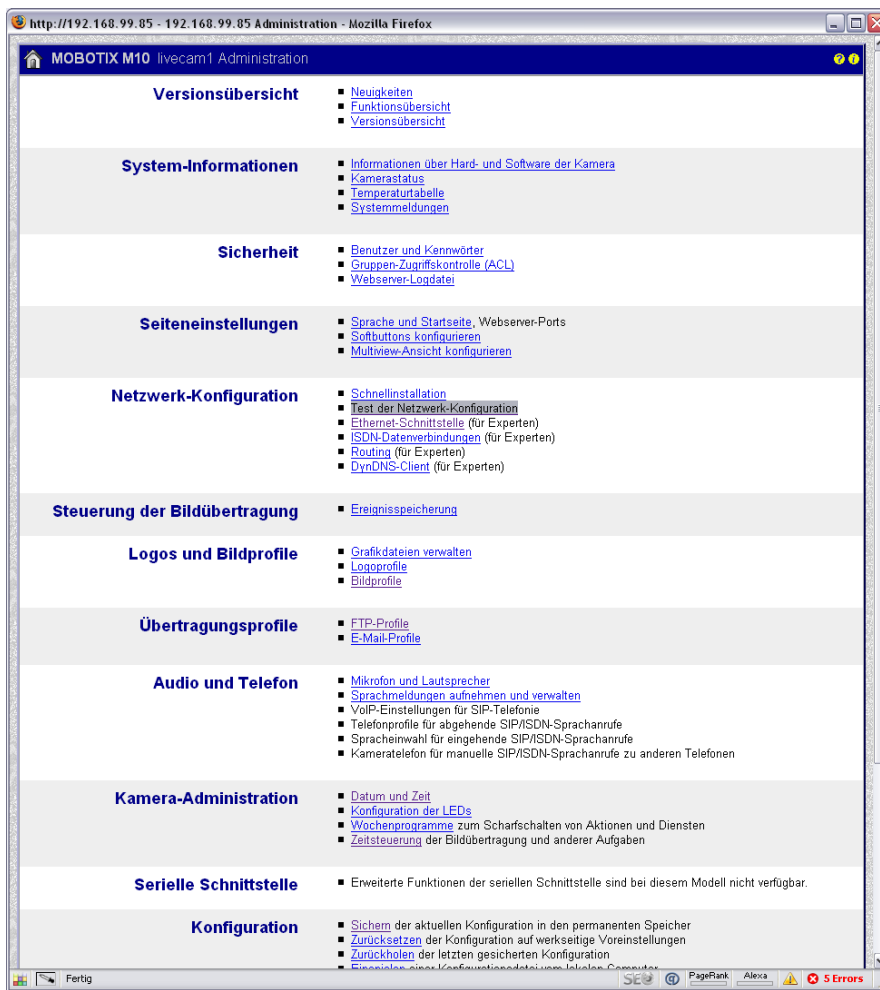 http://192.168.99.85 - 192.168.99.85 Administration - Mozilla Firefox
MOBOTIX M10 livecam1 Administration
Versionsübersicht
Neuigkeiten
Funktionsübersicht
Versionsübersicht
System-Informationen
Informationen über Hard- und Software der Kamera
Kamerastatus
Temperaturtabelle
Systemmeldungen
Sicherheit
Benutzer und Kennwörter
Gruppen-Zugriffskontrolle (ACL)
Webserver-Logdatei
Seiteneinstellungen
Sprache und Startseite, Webserver-Ports
Softbuttons konfigurieren
Multiview-Ansicht konfigurieren
Netzwerk-Konfiguration
Schnellinstallation
Test der Netzwerk-Konfiguration
Ethernet-Schnittstelle (für Experten)
ISDN-Datenverbindungen (für Experten)
Routing (für Experten)
DynDNS-Client (für Experten)
Steuerung der Bildübertragung
Ereignisspeicherung
Logos und Bildprofile
Grafikdateien verwalten
Logoprofile
Bildprofile
Übertragungsprofile
FTP-Profile
E-Mail-Profile
Audio und Telefon
Mikrofon und Lautsprecher
Sprachmeldungen aufnehmen und verwalten
VoIP-Einstellungen für SIP-Telefonie
Telefonprofile für abgehende SIP/ISDN-Sprachanrufe
Spracheinwahl für eingehende SIP/ISDN-Sprachanrufe
Kameratelefon für manuelle SIP/ISDN-Sprachanrufe zu anderen Telefonen
Kamera-Administration
Datum und Zeit
Konfiguration der LEDs
Wochenprogramme zum Scharfschalten von Aktionen und Diensten
Zeitsteuerung der Bildübertragung und anderer Aufgaben
Serielle Schnittstelle
Erweiterte Funktionen der seriellen Schnittstelle sind bei diesem Modell nicht verfügbar.
Konfiguration
Sichern der aktuellen Konfiguration in den permanenten Speicher
Zurücksetzen der Konfiguration auf werkseitige Voreinstellungen
Zurückholen der letzten gesicherten Konfiguration
Einspielen einer Konfigurationsdatei vom lokalen Computer
Fertig
PageRank
Alexa
5 Errors